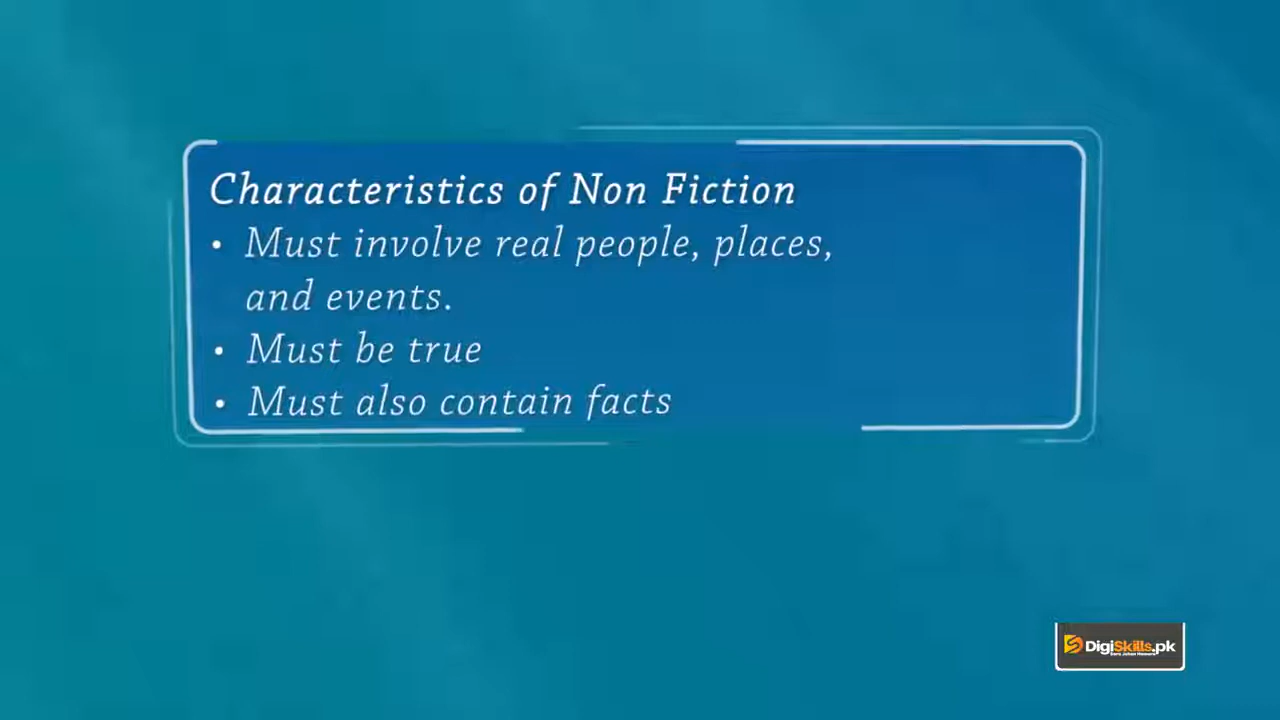 Characteristics of Non Fiction
• Must involve real people, places,
and events.
• Must be true
• Must also contain facts
DigiSkills.pk